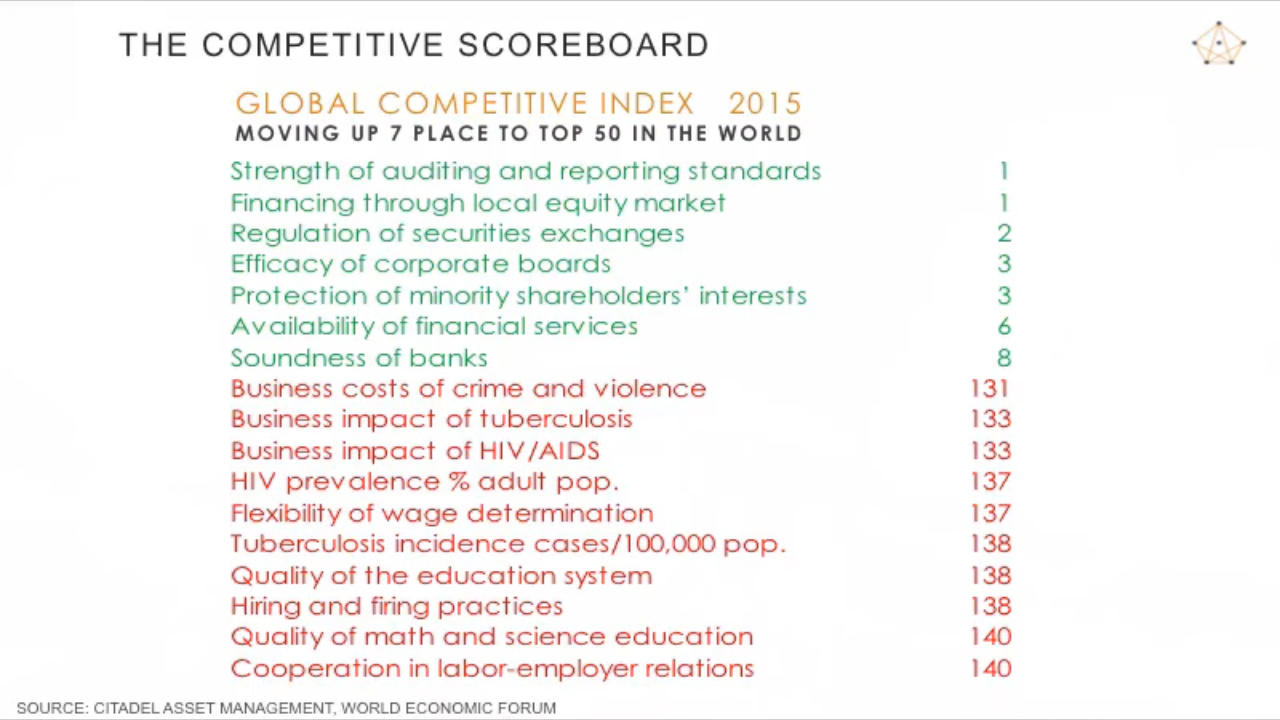 THE COMPETITIVE SCOREBOARD
GLOBAL COMPETITIVE INDEX 2015
MOVING UP 7 PLACE TO TOP 50 IN THE WORLD
Strength of auditing and reporting standards 1
Financing through local equity market 1
Regulation of securities exchanges 2
Efficacy of corporate boards 3
Protection of minority shareholders’ interests 3
Availability of financial services 6
Soundness of banks 8
Business costs of crime and violence 131
Business impact of tuberculosis 133
Business impact of HIV/AIDS 133
HIV prevalence % adult pop. 137
Flexibility of wage determination 137
Tuberculosis incidence cases/100,000 pop. 138
Quality of the education system 138
Hiring and firing practices 138
Quality of math and science education 140
Cooperation in labor-employer relations 140
SOURCE: CITADEL ASSET MANAGEMENT, WORLD ECONOMIC FORUM